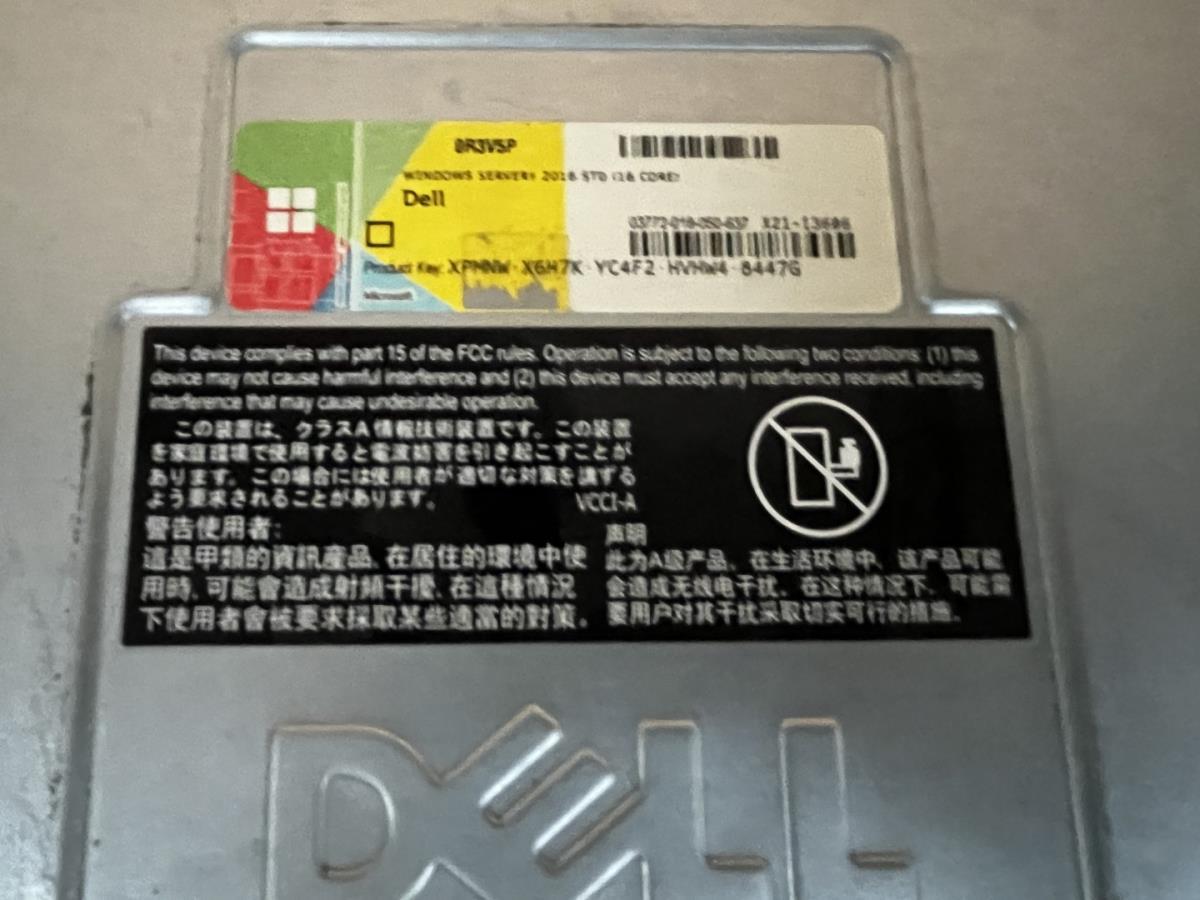 0R3V5P
WINDOWS SERVER® 2016 STD (16 CORE)
Dell
X21-13606
Product Key:
Microsoft
This device complies with part 15 of the FCC rules. Operation is subject to the following two conditions: (1) this
device may not cause harmful interference and (2) this device must accept any interference received, including
interference that may cause undesirable operation.
この装置は、クラスA情報技術装置です。この装置
を家庭環境で使用すると電波妨害を引き起こすことが
あります。この場合には使用者が適切な対策を講ずる
よう要求されることがあります。
VCCI-A
警告使用者:
這是甲類的資訊產品, 在居住的環境中使
用時, 可能會造成射頻干擾, 在這種情況
下使用者會被要求採取某些適當的對策。
声明
此为A级产品，在生活环境中，该产品可能
会造成无线电干扰。在这种情况下，可能需
要用户对其干扰采取切实可行的措施。
DELL